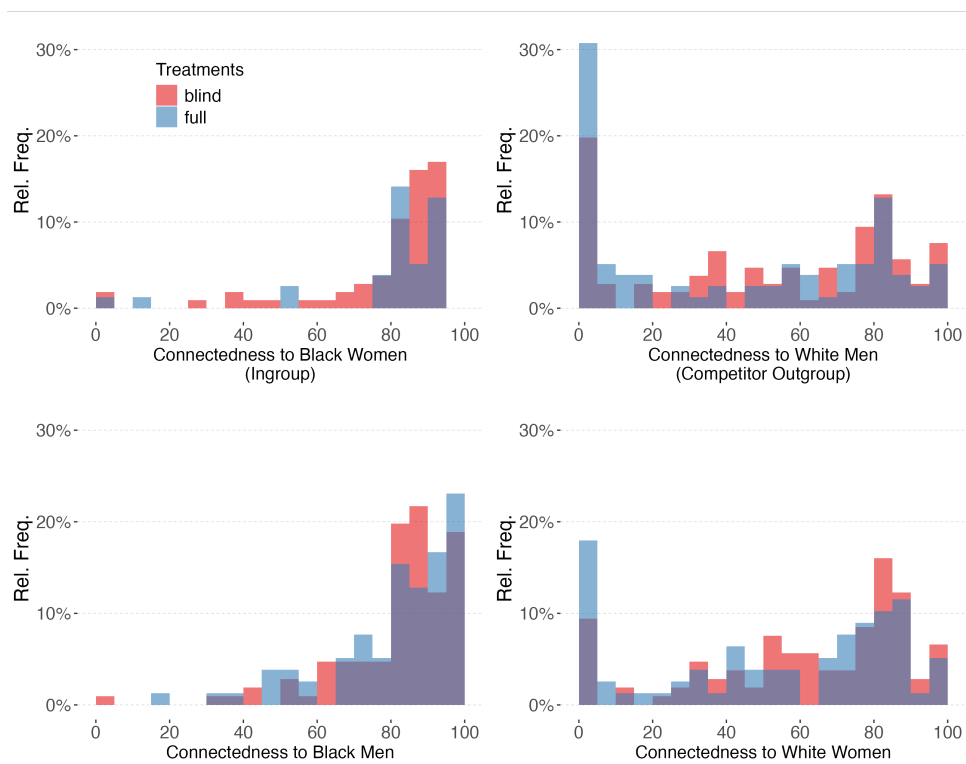 30%
20%
10%
0%
Rel. Freq.
Treatments
blind
full
0 20 40 60 80 100
Connectedness to Black Women
(Ingroup)
30%
20%
10%
0%
Rel. Freq.
0 20 40 60 80 100
Connectedness to White Men
(Competitor Outgroup)
30%
20%
10%
0%
Rel. Freq.
0 20 40 60 80 100
Connectedness to Black Men
30%
20%
10%
0%
Rel. Freq.
0 20 40 60 80 100
Connectedness to White Women